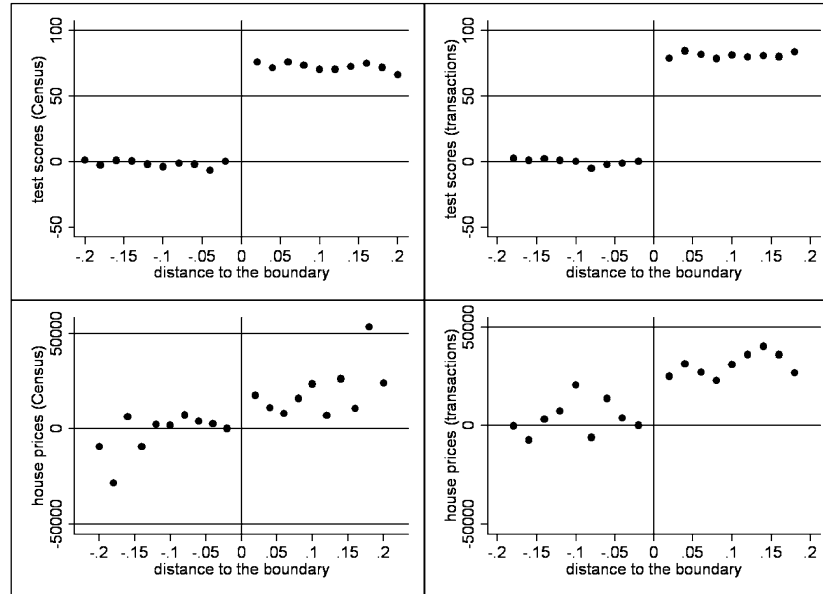 test scores (Census)
100
50
0
-50
-.2 -.15 -.1 -.05 0 .05 .1 .15 .2
distance to the boundary
test scores (transactions)
100
50
0
-50
-.2 -.15 -.1 -.05 0 .05 .1 .15 .2
distance to the boundary
house prices (Census)
50000
0
-50000
-.2 -.15 -.1 -.05 0 .05 .1 .15 .2
distance to the boundary
house prices (transactions)
50000
0
-50000
-.2 -.15 -.1 -.05 0 .05 .1 .15 .2
distance to the boundary